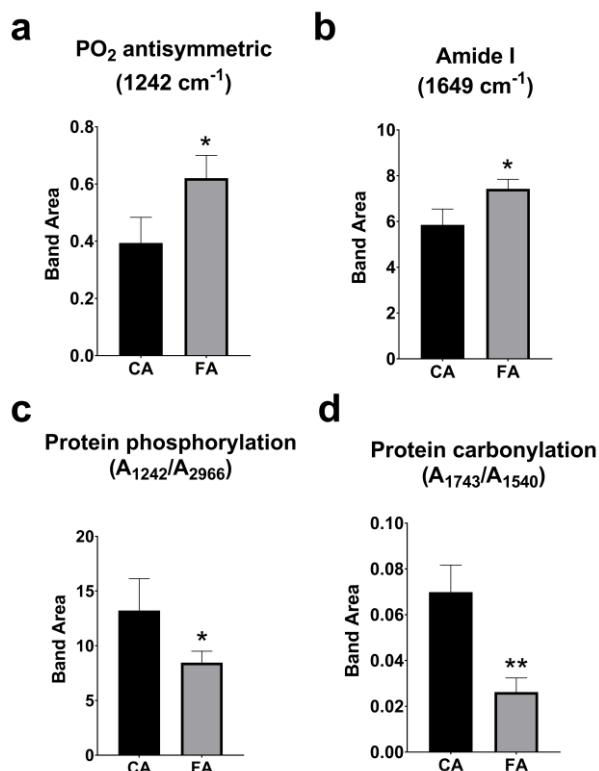 a
PO2 antisymmetric
(1242 cm-1)
Band Area
0.8
0.6
0.4
0.2
0.0
*
CA FA
b
Amide I
(1649 cm-1)
Band Area
10
8
6
4
2
0
*
CA FA
c
Protein phosphorylation
(A1242/A2966)
Band Area
20
15
10
5
0
*
CA FA
d
Protein carbonylation
(A1743/A1540)
Band Area
0.10
0.08
0.06
0.04
0.02
0.00
**
CA FA